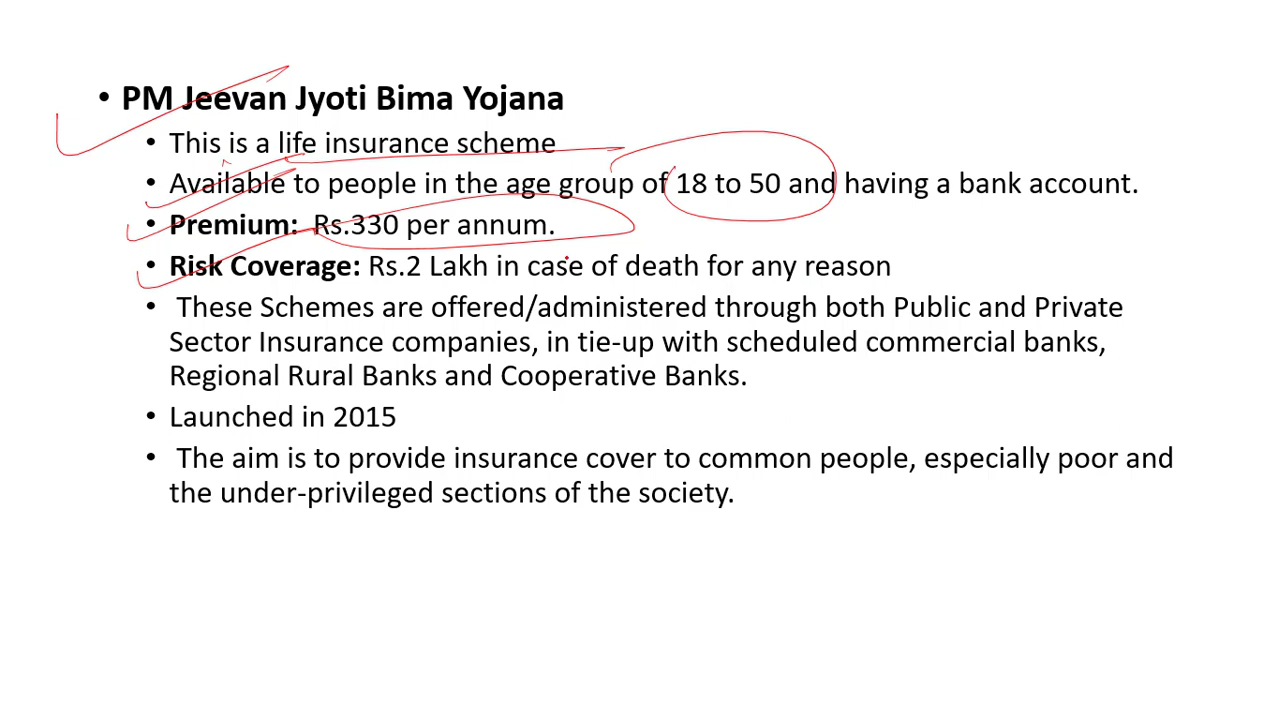 • PM Jeevan Jyoti Bima Yojana
• This is a life insurance scheme
• Available to people in the age group of 18 to 50 and having a bank account.
• Premium: Rs.330 per annum.
• Risk Coverage: Rs.2 Lakh in case of death for any reason
• These Schemes are offered/administered through both Public and Private
Sector Insurance companies, in tie-up with scheduled commercial banks,
Regional Rural Banks and Cooperative Banks.
• Launched in 2015
• The aim is to provide insurance cover to common people, especially poor and
the under-privileged sections of the society.